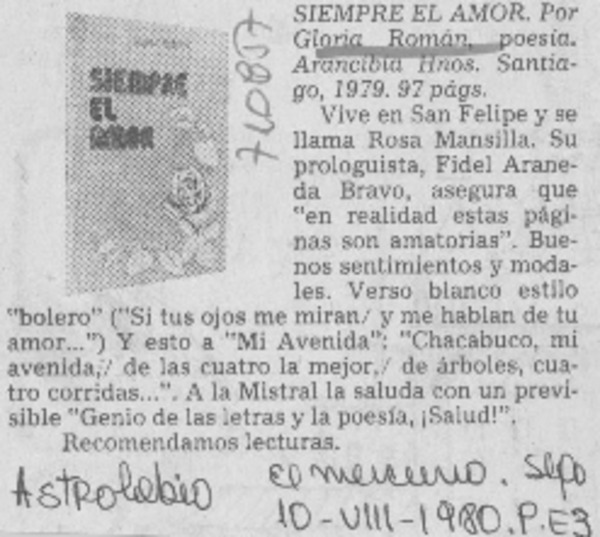 SIEMPRE EL AMOR. Por
Gloria Román, poesía.
Arancibia Hnos. Santia-
go, 1979. 97 págs.
Vive en San Felipe y se
llama Rosa Mansilla. Su
prologuista, Fidel Arane-
da Bravo, asegura que
"en realidad estas pági-
nas son amatorias". Bue-
nos sentimientos y moda-
les. Verso blanco estilo
"bolero" ("Si tus ojos me miran/ y me hablan de tu
amor...") Y esto a "Mi Avenida": "Chacabuco, mi
avenida,/ de las cuatro la mejor,/ de árboles, cua-
tro corridas...". A la Mistral la saluda con un previ-
sible "Genio de las letras y la poesía, ¡Salud!".
Recomendamos lecturas.
SIEMPRE
EL
AMOR
710857
Astrolabio
El Mercurio. Stgo
10-VIII-1980. P. E3